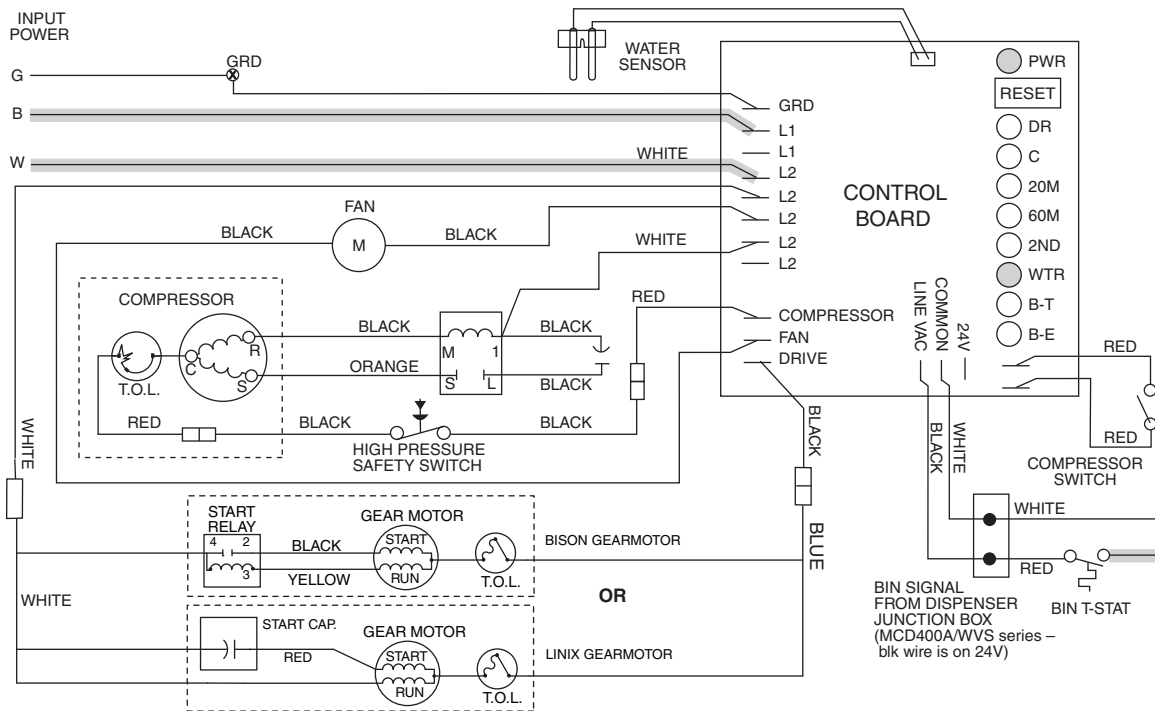 INPUT
POWER
G
GRD
B
W
WHITE
WATER
SENSOR
GRD
L1
L1
L2
L2
L2
L2
L2
CONTROL
BOARD
PWR
RESET
DR
C
20M
60M
2ND
WTR
B-T
B-E
FAN
M
BLACK
BLACK
WHITE
COMPRESSOR
T.O.L.
C
R
S
BLACK
ORANGE
M
1
S
L
BLACK
BLACK
RED
COMPRESSOR
FAN
DRIVE
LINE VAC
COMMON
24V
RED
RED
COMPRESSOR
SWITCH
RED
BLACK
BLACK
HIGH PRESSURE
SAFETY SWITCH
WHITE
BLACK
BLACK
WHITE
START
RELAY
4
2
3
BLACK
YELLOW
GEAR MOTOR
START
RUN
T.O.L.
BISON GEARMOTOR
BLUE
OR
WHITE
START CAP.
RED
GEAR MOTOR
START
RUN
T.O.L.
LINIX GEARMOTOR
WHITE
RED
BIN T-STAT
BIN SIGNAL
FROM DISPENSER
JUNCTION BOX
(MCD400A/WVS series –
blk wire is on 24V)